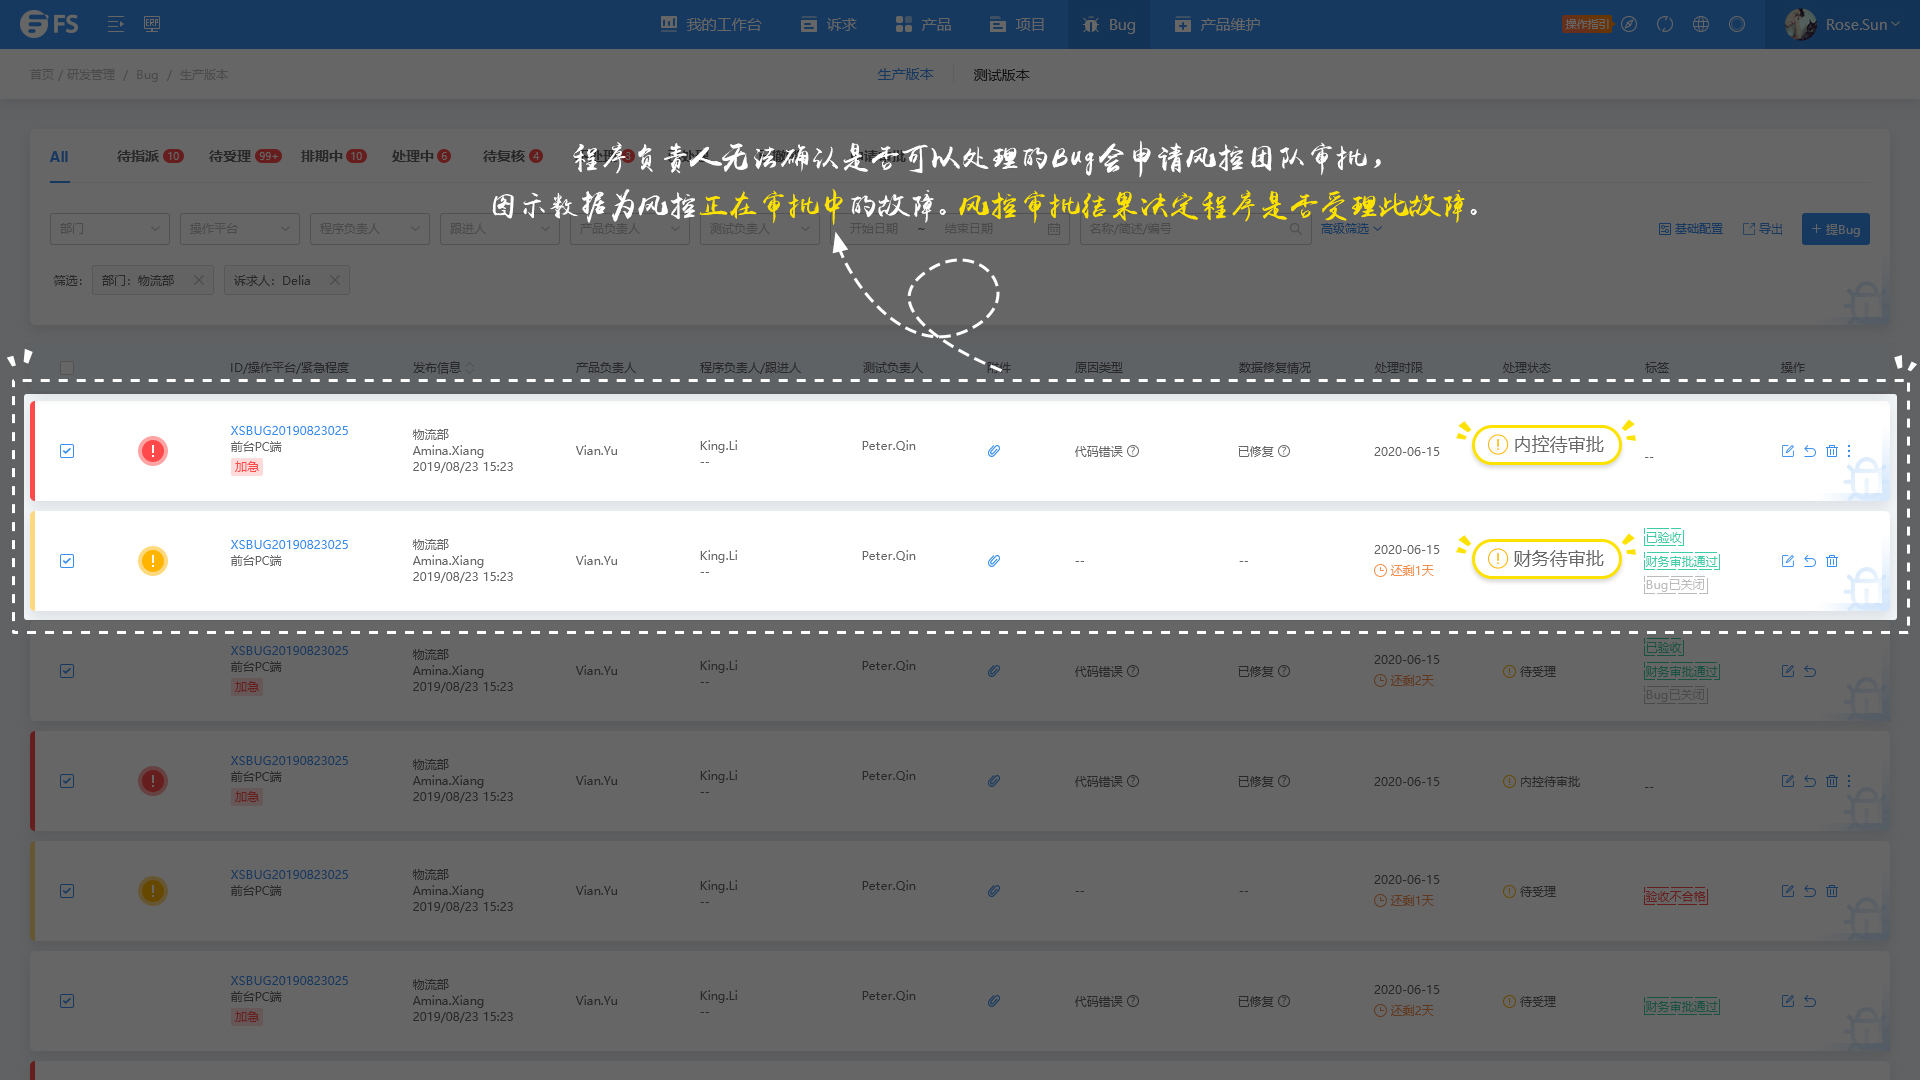 FS
我的工作台
诉求
产品
项目
Bug
产品维护
操作指引
Rose.Sun
首页 / 研发管理 / Bug / 生产版本
生产版本
测试版本
All
待指派 10
待受理 99+
排期中 10
处理中 6
待复核 4
程序负责人无法确认是否可以处理的Bug会申请风控团队审批，
图示数据为风控正在审批中的故障。风控审批结果决定程序是否受理此故障。
部门
操作平台
程序负责人
跟进人
产品负责人
测试负责人
开始日期 ~ 结束日期
名称/简述/编号
高级筛选
基础配置
导出
+ 提Bug
筛选：
部门：物流部
诉求人：Delia
ID/操作平台/紧急程度
发布信息
产品负责人
程序负责人/跟进人
测试负责人
附件
原因类型
数据修复情况
处理时限
处理状态
标签
操作
XSBUG20190823025
前台PC端
加急
物流部
Amina.Xiang
2019/08/23 15:23
Vian.Yu
King.Li
--
Peter.Qin
代码错误
已修复
2020-06-15
内控待审批
--
XSBUG20190823025
前台PC端
物流部
Amina.Xiang
2019/08/23 15:23
Vian.Yu
King.Li
--
Peter.Qin
--
--
2020-06-15
还剩1天
财务待审批
已验收
财务审批通过
Bug已关闭
XSBUG20190823025
前台PC端
加急
物流部
Amina.Xiang
2019/08/23 15:23
Vian.Yu
King.Li
--
Peter.Qin
代码错误
已修复
2020-06-15
还剩2天
待受理
已验收
财务审批通过
Bug已关闭
XSBUG20190823025
前台PC端
加急
物流部
Amina.Xiang
2019/08/23 15:23
Vian.Yu
King.Li
--
Peter.Qin
代码错误
已修复
2020-06-15
内控待审批
--
XSBUG20190823025
前台PC端
物流部
Amina.Xiang
2019/08/23 15:23
Vian.Yu
King.Li
--
Peter.Qin
--
--
2020-06-15
还剩1天
待受理
验收不合格
XSBUG20190823025
前台PC端
加急
物流部
Amina.Xiang
2019/08/23 15:23
Vian.Yu
King.Li
--
Peter.Qin
代码错误
已修复
2020-06-15
还剩2天
待受理
财务审批通过